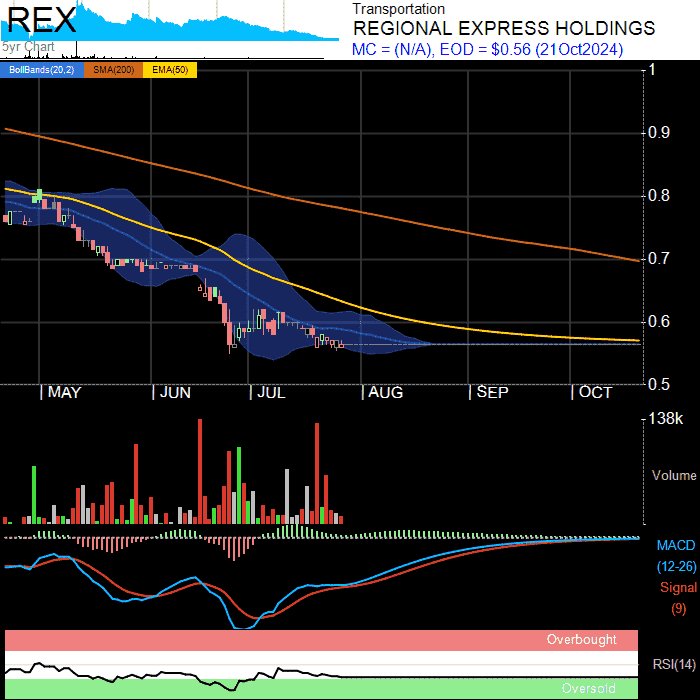 REX
5yr Chart
Transportation
REGIONAL EXPRESS HOLDINGS
MC = (N/A), EOD = $0.56 (21Oct2024)
BollBands(20,2) SMA(200) EMA(50)
1
0.9
0.8
0.7
0.6
0.5
MAY JUN JUL AUG SEP OCT
138k
Volume
MACD
(12-26)
Signal
(9)
Overbought
RSI(14)
Oversold